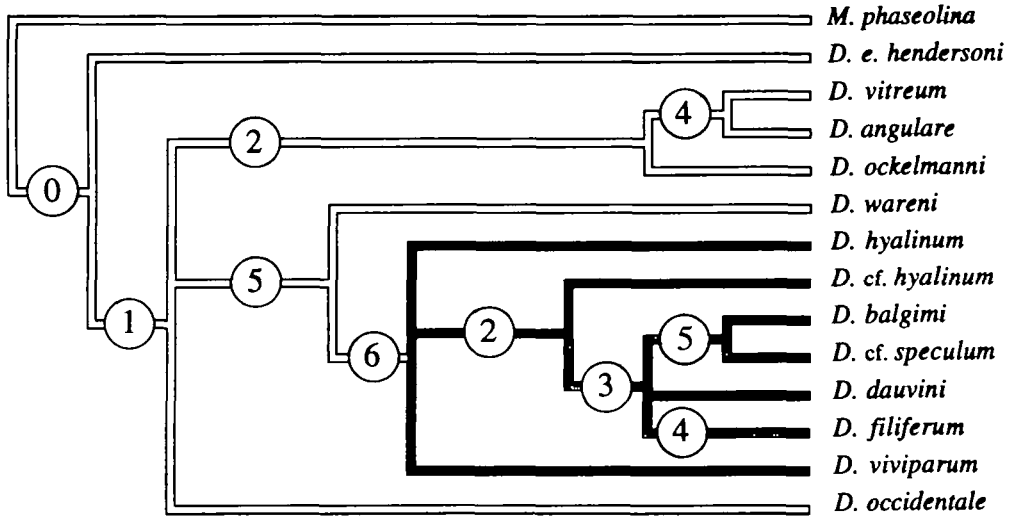 M. phaseolina
D. e. hendersoni
D. vitreum
4
D. angulare
2
D. ockelmanni
0
D. wareni
D. hyalinum
5
D. cf. hyalinum
D. balgimi
1
2
5
D. cf. speculum
6
3
D. dauvini
D. filiferum
4
D. viviparum
D. occidentale